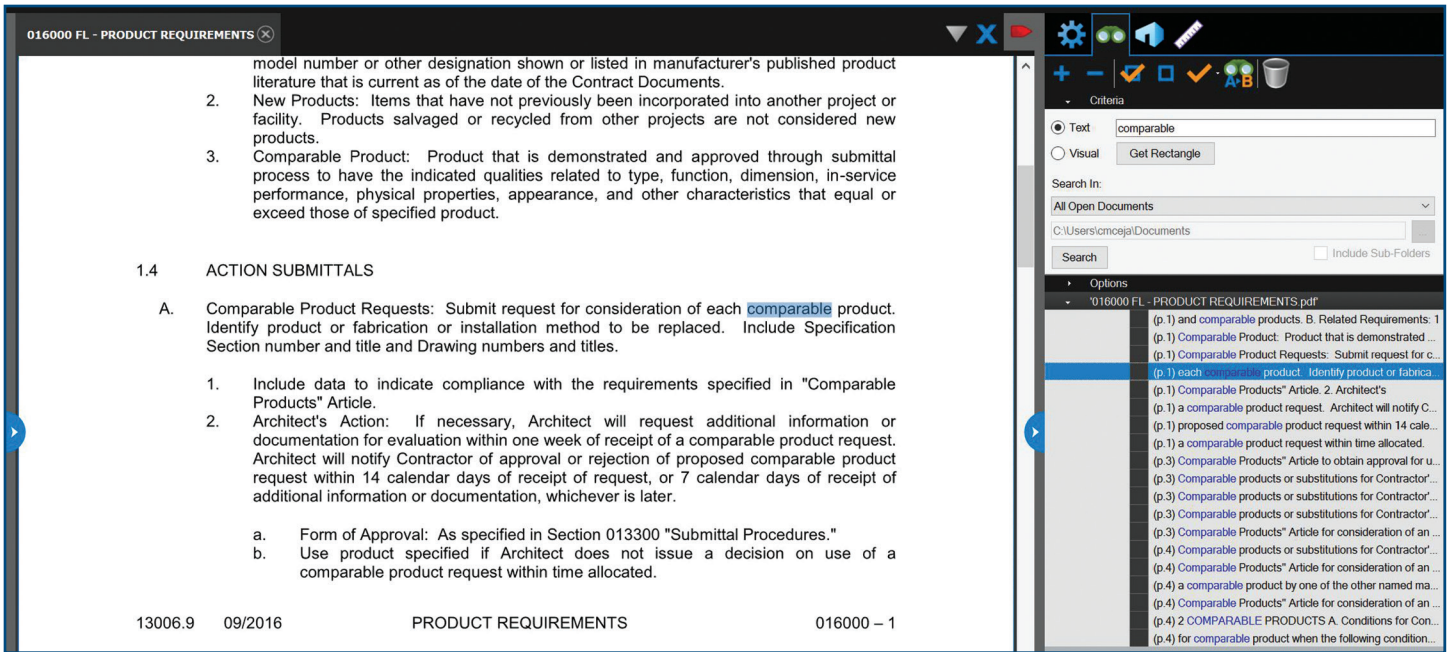 016000 FL - PRODUCT REQUIREMENTS
model number or other designation shown or listed in manufacturer's published product
literature that is current as of the date of the Contract Documents.
2. New Products: Items that have not previously been incorporated into another project or
facility. Products salvaged or recycled from other projects are not considered new
products.
3. Comparable Product: Product that is demonstrated and approved through submittal
process to have the indicated qualities related to type, function, dimension, in-service
performance, physical properties, appearance, and other characteristics that equal or
exceed those of specified product.
1.4 ACTION SUBMITTALS
A. Comparable Product Requests: Submit request for consideration of each comparable product.
Identify product or fabrication or installation method to be replaced. Include Specification
Section number and title and Drawing numbers and titles.
1. Include data to indicate compliance with the requirements specified in "Comparable
Products" Article.
2. Architect's Action: If necessary, Architect will request additional information or
documentation for evaluation within one week of receipt of a comparable product request.
Architect will notify Contractor of approval or rejection of proposed comparable product
request within 14 calendar days of receipt of request, or 7 calendar days of receipt of
additional information or documentation, whichever is later.
a. Form of Approval: As specified in Section 013300 "Submittal Procedures."
b. Use product specified if Architect does not issue a decision on use of a
comparable product request within time allocated.
13006.9 09/2016 PRODUCT REQUIREMENTS 016000 – 1
A B
Criteria
Text comparable
Visual Get Rectangle
Search In:
All Open Documents
C:\Users\cmceja\Documents ...
Search Include Sub-Folders
Options
'016000 FL - PRODUCT REQUIREMENTS.pdf'
(p.1) and comparable products. B. Related Requirements: 1
(p.1) Comparable Product: Product that is demonstrated ...
(p.1) Comparable Product Requests: Submit request for c...
(p.1) each comparable product. Identify product or fabrica...
(p.1) Comparable Products" Article. 2. Architect's
(p.1) a comparable product request. Architect will notify C...
(p.1) proposed comparable product request within 14 cale...
(p.1) a comparable product request within time allocated.
(p.3) Comparable Products" Article to obtain approval for u...
(p.3) Comparable products or substitutions for Contractor'...
(p.3) Comparable products or substitutions for Contractor'...
(p.3) Comparable products or substitutions for Contractor'...
(p.3) Comparable Products" Article for consideration of an ...
(p.4) Comparable products or substitutions for Contractor'...
(p.4) Comparable Products" Article for consideration of an ...
(p.4) a comparable product by one of the other named ma...
(p.4) Comparable Products" Article for consideration of an ...
(p.4) 2 COMPARABLE PRODUCTS A. Conditions for Con...
(p.4) for comparable product when the following condition...